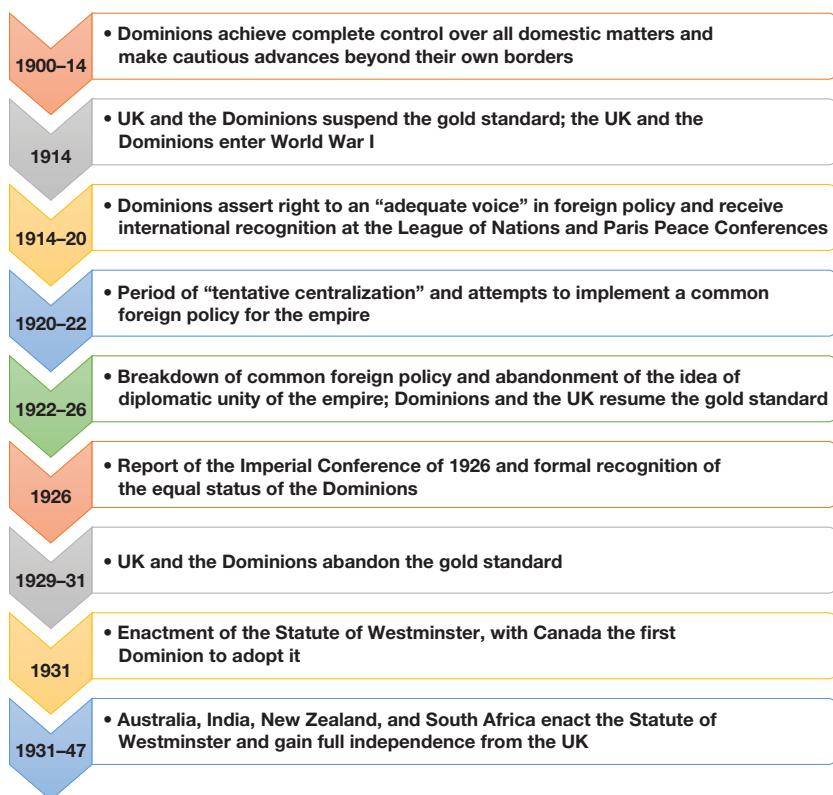 • Dominions achieve complete control over all domestic matters and
make cautious advances beyond their own borders
1900–14
• UK and the Dominions suspend the gold standard; the UK and the
Dominions enter World War I
1914
• Dominions assert right to an “adequate voice” in foreign policy and receive
international recognition at the League of Nations and Paris Peace Conferences
1914–20
• Period of “tentative centralization” and attempts to implement a common
foreign policy for the empire
1920–22
• Breakdown of common foreign policy and abandonment of the idea of
diplomatic unity of the empire; Dominions and the UK resume the gold standard
1922–26
• Report of the Imperial Conference of 1926 and formal recognition of
the equal status of the Dominions
1926
• UK and the Dominions abandon the gold standard
1929–31
• Enactment of the Statute of Westminster, with Canada the first
Dominion to adopt it
1931
• Australia, India, New Zealand, and South Africa enact the Statute of
Westminster and gain full independence from the UK
1931–47